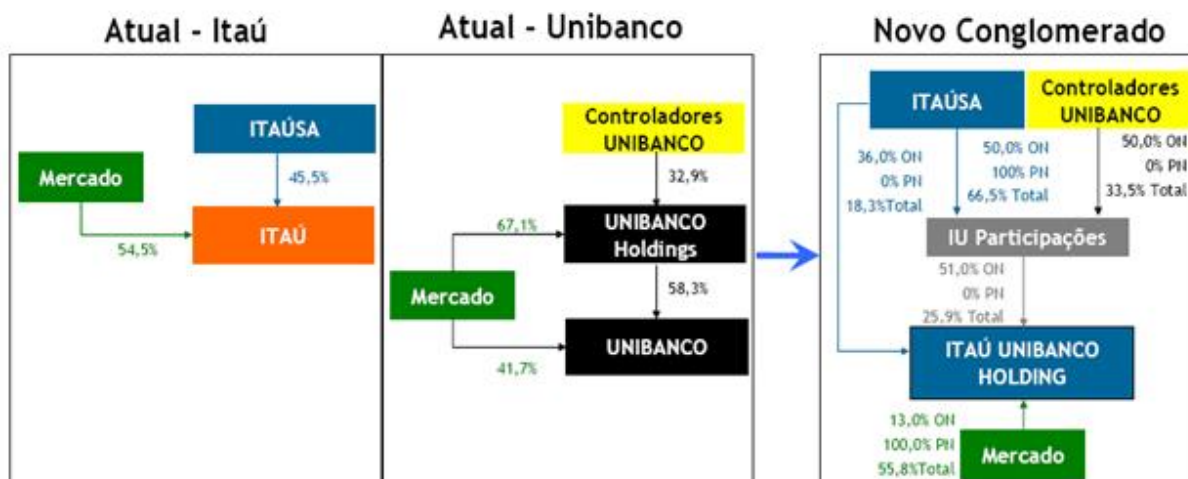 Atual - Itaú
ITAÚSA
Mercado
45,5%
ITAÚ
54,5%
Atual - Unibanco
Controladores
UNIBANCO
32,9%
67,1%
UNIBANCO
Holdings
Mercado
58,3%
UNIBANCO
41,7%
Novo Conglomerado
ITAÚSA
Controladores
UNIBANCO
36,0% ON
0% PN
18,3%Total
50,0% ON
100% PN
66,5% Total
50,0% ON
0% PN
33,5% Total
IU Participações
51,0% ON
0% PN
25,9% Total
ITAÚ UNIBANCO
HOLDING
13,0% ON
100,0% PN
55,8%Total
Mercado